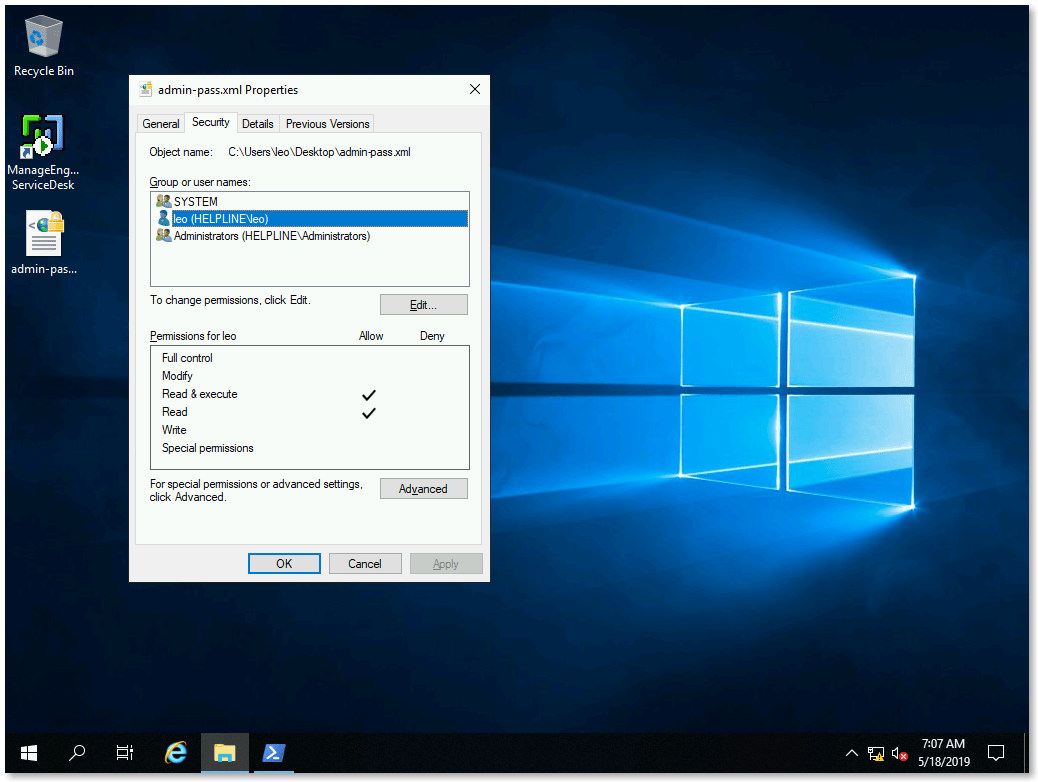 Recycle Bin
ManageEng...
ServiceDesk
admin-pas...
admin-pass.xml Properties
General Security Details Previous Versions
Object name: C:\Users\leo\Desktop\admin-pass.xml
Group or user names:
SYSTEM
leo (HELPLINE\leo)
Administrators (HELPLINE\Administrators)
To change permissions, click Edit.
Edit...
Permissions for leo Allow Deny
Full control
Modify
Read & execute
Read
Write
Special permissions
For special permissions or advanced settings,
click Advanced.
Advanced
OK Cancel Apply
7:07 AM
5/18/2019